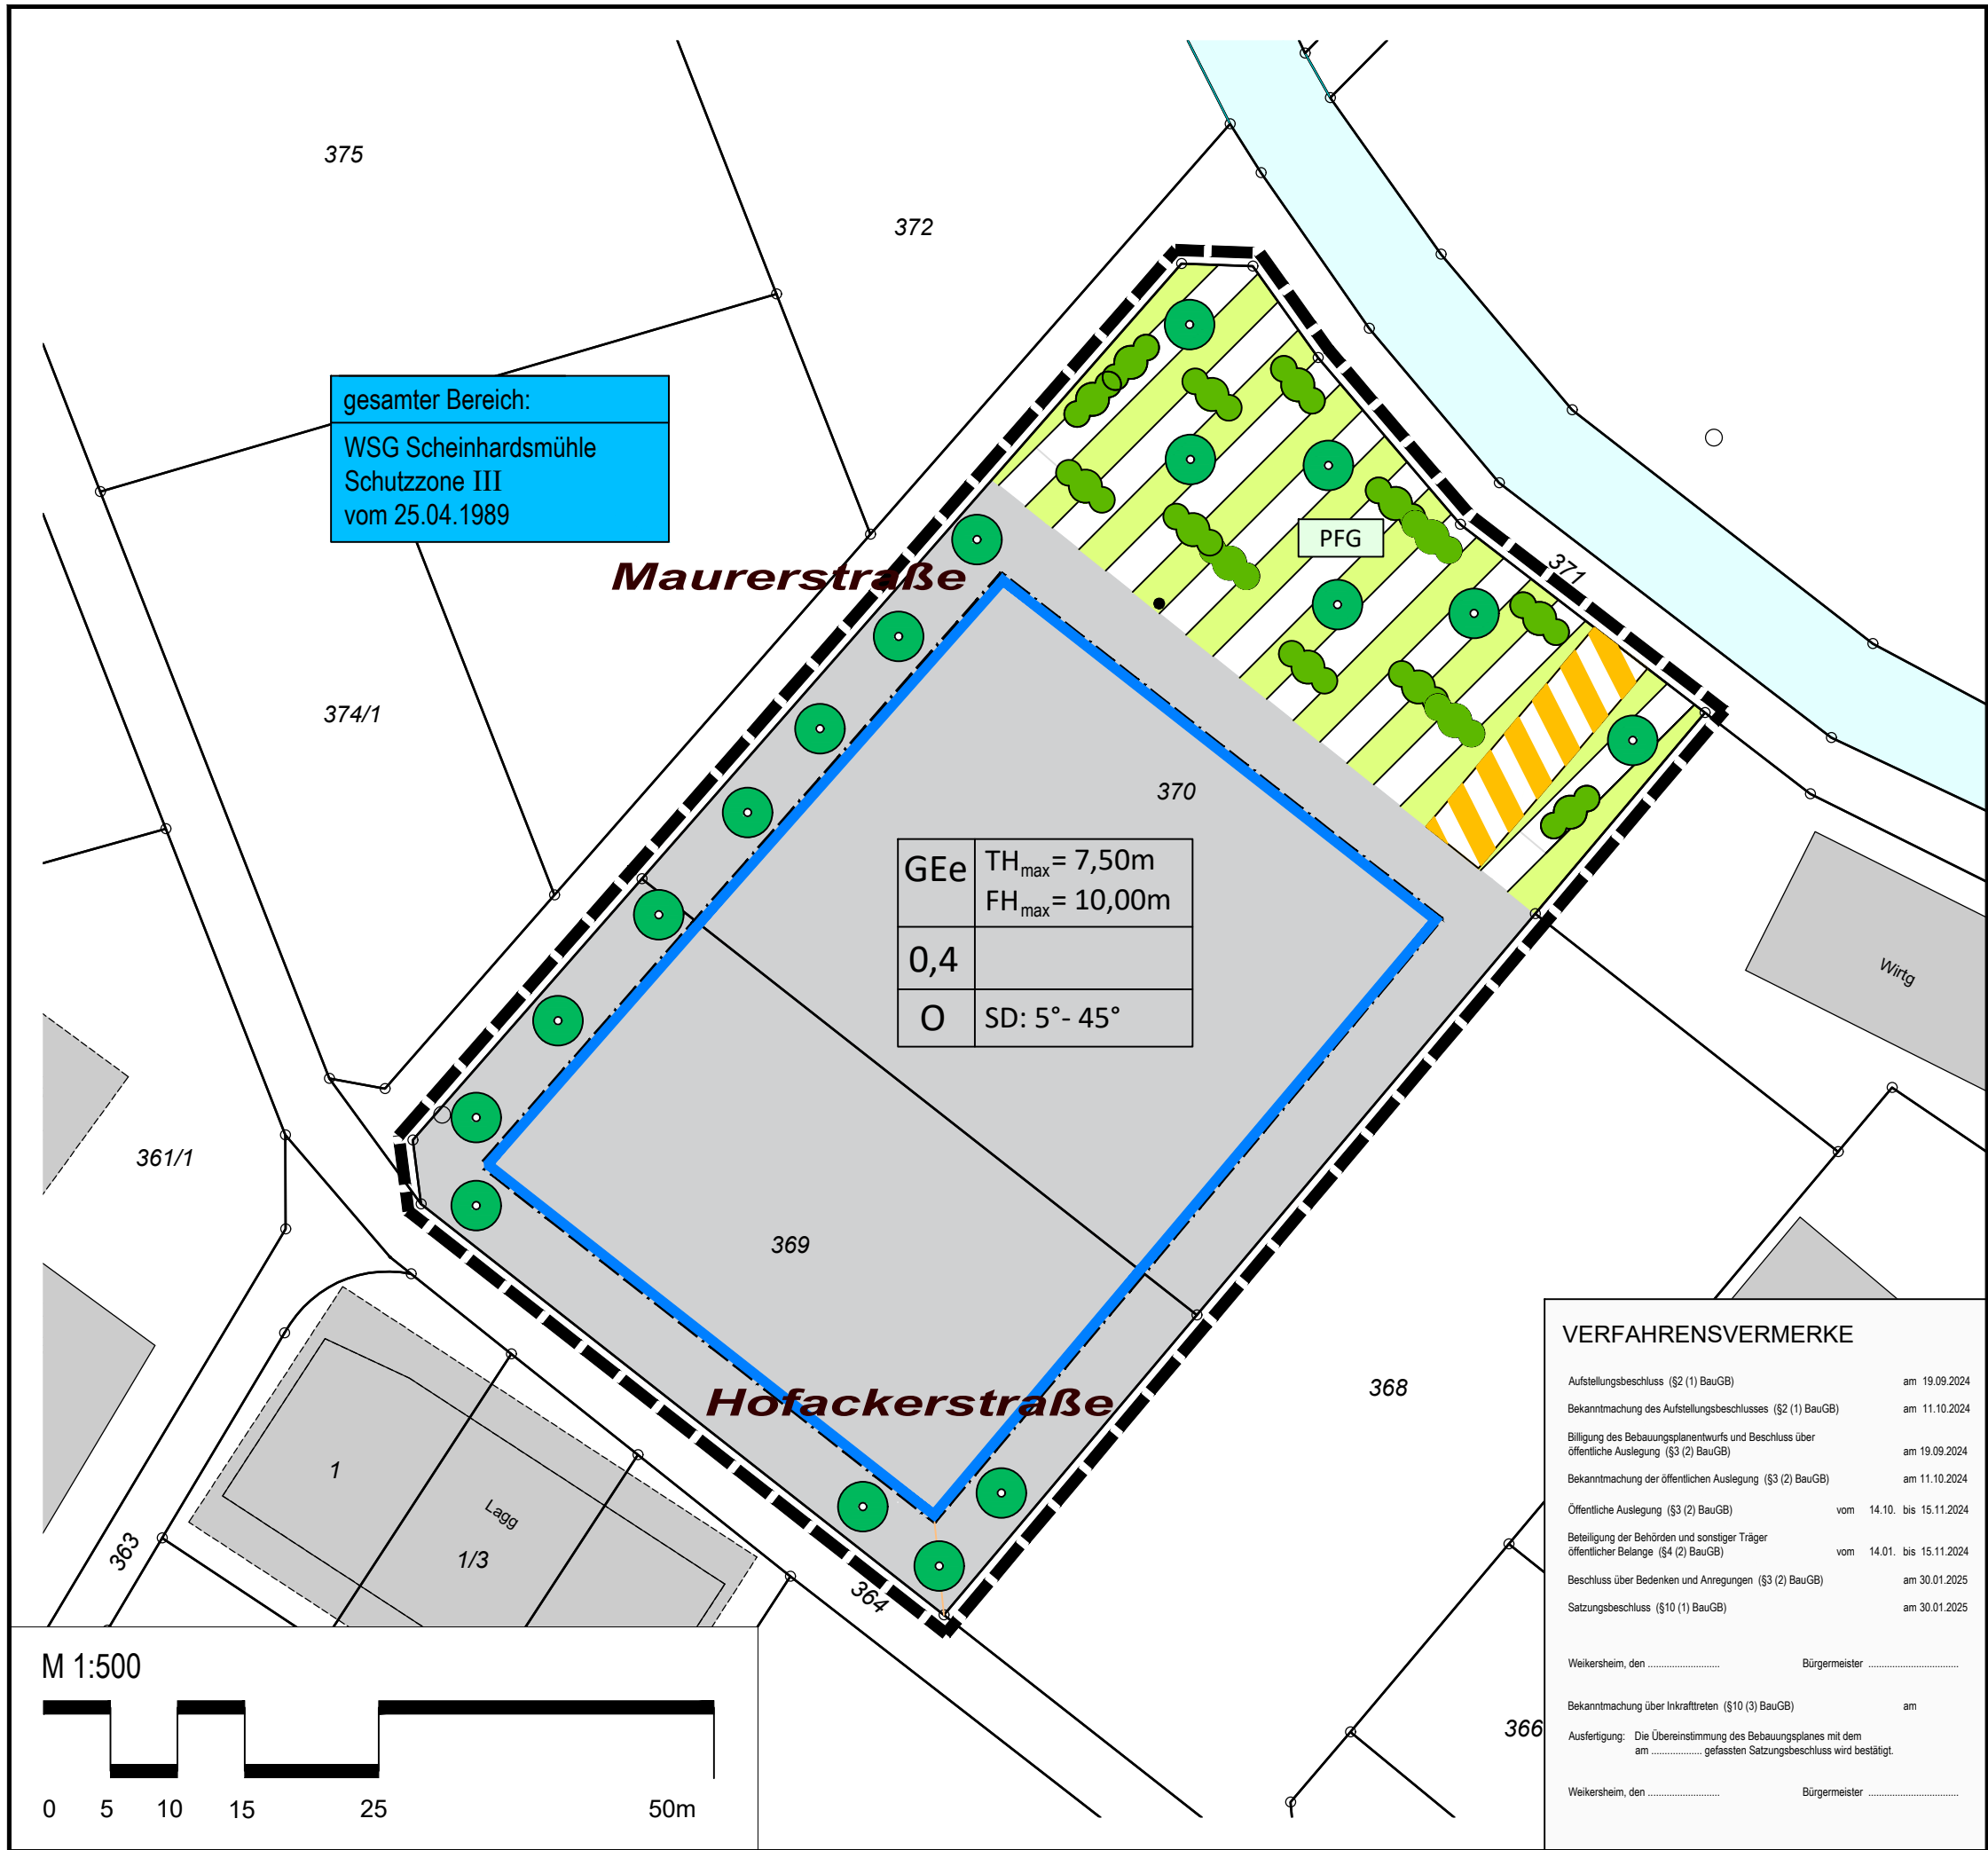 375
372
gesamter Bereich:
WSG Scheinhardsmühle
Schutzzone III
vom 25.04.1989
PFG
371
Maurerstraße
374/1
370
GEe THmax= 7,50m
FHmax= 10,00m
0,4
O SD: 5°- 45°
Wirtg
361/1
369
368
Hofackerstraße
1
Lagg
1/3
363
364
366
M 1:500
0 5 10 15 25 50m
VERFAHRENSVERMERKE
Aufstellungsbeschluss (§2 (1) BauGB) am 19.09.2024
Bekanntmachung des Aufstellungsbeschlusses (§2 (1) BauGB) am 11.10.2024
Billigung des Bebauungsplanentwurfs und Beschluss über
öffentliche Auslegung (§3 (2) BauGB) am 19.09.2024
Bekanntmachung der öffentlichen Auslegung (§3 (2) BauGB) am 11.10.2024
Öffentliche Auslegung (§3 (2) BauGB) vom 14.10. bis 15.11.2024
Beteiligung der Behörden und sonstiger Träger
öffentlicher Belange (§4 (2) BauGB) vom 14.01. bis 15.11.2024
Beschluss über Bedenken und Anregungen (§3 (2) BauGB) am 30.01.2025
Satzungsbeschluss (§10 (1) BauGB) am 30.01.2025
Weikersheim, den ........................... Bürgermeister ..................................
Bekanntmachung über Inkrafttreten (§10 (3) BauGB) am
Ausfertigung: Die Übereinstimmung des Bebauungsplanes mit dem
am ................... gefassten Satzungsbeschluss wird bestätigt.
Weikersheim, den ........................... Bürgermeister ..................................